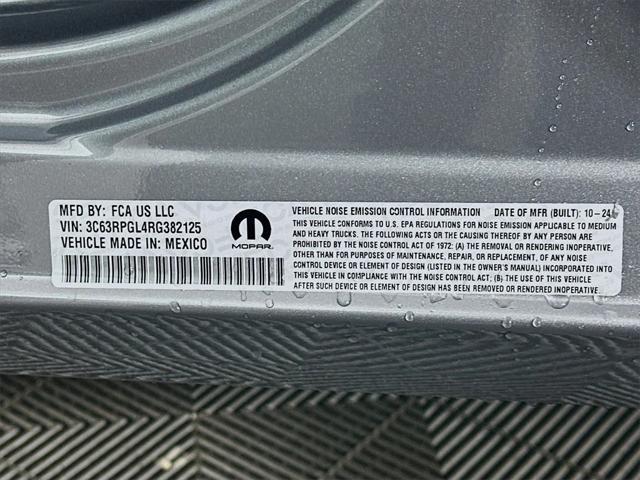 MFD BY: FCA US LLC
VIN: 3C63RPGL4RG382125
VEHICLE MADE IN: MEXICO
MOPAR.
VEHICLE NOISE EMISSION CONTROL INFORMATION DATE OF MFR (BUILT): 10-24
THIS VEHICLE CONFORMS TO U.S. EPA REGULATIONS FOR NOISE EMISSION APPLICABLE TO MEDIUM
AND HEAVY TRUCKS. THE FOLLOWING ACTS OR THE CAUSING THEREOF BY ANY PERSON ARE
PROHIBITED BY THE NOISE CONTROL ACT OF 1972: (A) THE REMOVAL OR RENDERING INOPERATIVE,
OTHER THAN FOR PURPOSES OF MAINTENANCE, REPAIR, OR REPLACEMENT, OF ANY NOISE
CONTROL DEVICE OR ELEMENT OF DESIGN (LISTED IN THE OWNER'S MANUAL) INCORPORATED INTO
THIS VEHICLE IN COMPLIANCE WITH THE NOISE CONTROL ACT; (B) THE USE OF THIS VEHICLE
AFTER SUCH DEVICE OR ELEMENT OF DESIGN HAS BEEN REMOVED OR RENDERED INOPERATIVE.